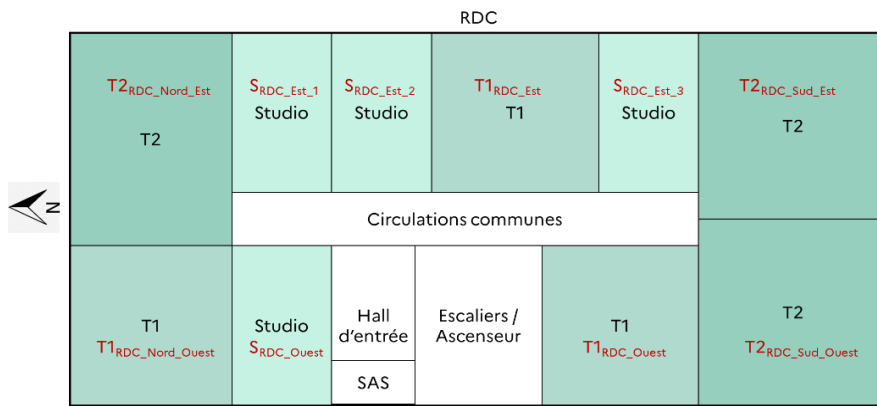 RDC
T2RDC_Nord_Est
T2
SRDC_Est_1
Studio
SRDC_Est_2
Studio
T1RDC_Est
T1
SRDC_Est_3
Studio
T2RDC_Sud_Est
T2
N
Circulations communes
T1
T1RDC_Nord_Ouest
Studio
SRDC_Ouest
Hall
d'entrée
SAS
Escaliers /
Ascenseur
T1
T1RDC_Ouest
T2
T2RDC_Sud_Ouest